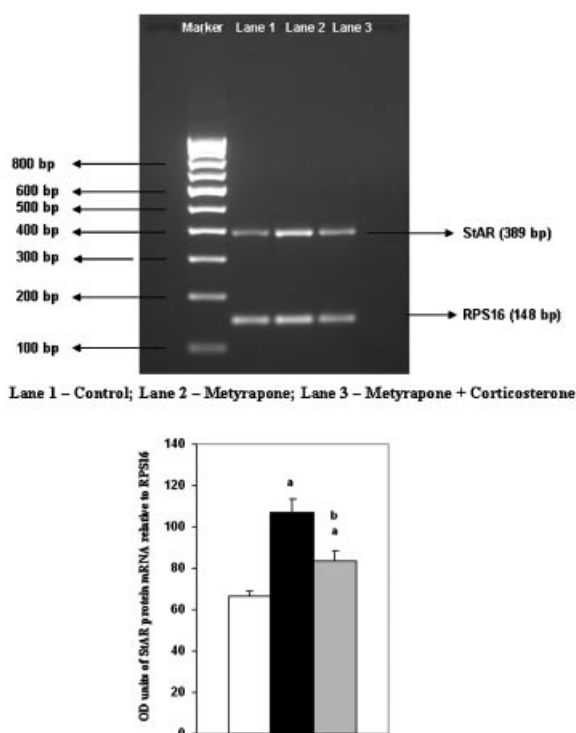 Marker Lane 1 Lane 2 Lane 3
800 bp
600 bp
500 bp
400 bp
StAR (389 bp)
300 bp
200 bp
RPS16 (148 bp)
100 bp
Lane 1 – Control; Lane 2 – Metyrapone; Lane 3 – Metyrapone + Corticosterone
OD units of StAR protein mRNA relative to RPS16
140
120
100
80
60
40
20
0
a
b
a